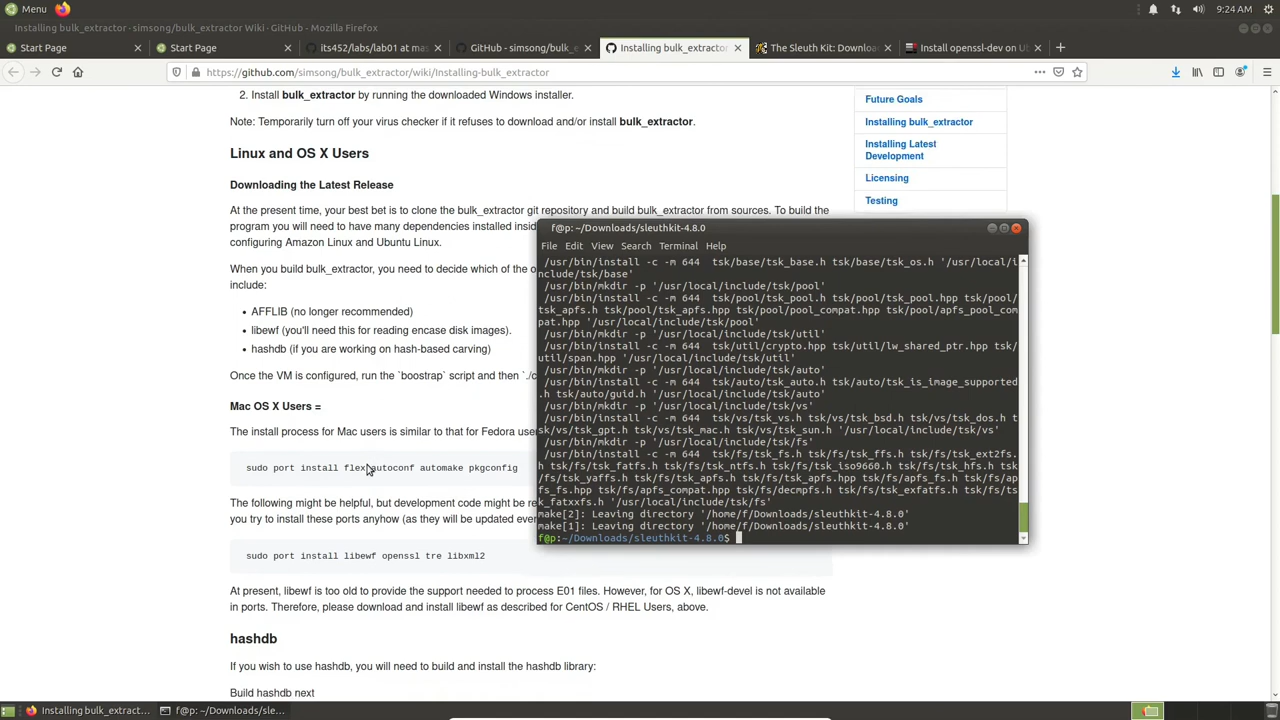 Menu
9:24 AM
Installing bulk_extractor · simsong/bulk_extractor Wiki · GitHub - Mozilla Firefox
Start Page
Start Page
its452/labs/lab01 at mas
GitHub - simsong/bulk_e
Installing bulk_extractor
The Sleuth Kit: Downloa
Install openssl-dev on Ub
https://github.com/simsong/bulk_extractor/wiki/Installing-bulk_extractor
2. Install bulk_extractor by running the downloaded Windows installer.
Note: Temporarily turn off your virus checker if it refuses to download and/or install bulk_extractor.
Linux and OS X Users
Downloading the Latest Release
At the present time, your best bet is to clone the bulk_extractor git repository and build bulk_extractor from sources. To build the
program you will need to have many dependencies installed insid
configuring Amazon Linux and Ubuntu Linux.
When you build bulk_extractor, you need to decide which of the o
include:
• AFFLIB (no longer recommended)
• libewf (you'll need this for reading encase disk images).
• hashdb (if you are working on hash-based carving)
Once the VM is configured, run the `boostrap` script and then `./c
Mac OS X Users =
The install process for Mac users is similar to that for Fedora use
sudo port install flex autoconf automake pkgconfig
The following might be helpful, but development code might be re
you try to install these ports anyhow (as they will be updated ever
sudo port install libewf openssl tre libxml2
At present, libewf is too old to provide the support needed to process E01 files. However, for OS X, libewf-devel is not available
in ports. Therefore, please download and install libewf as described for CentOS / RHEL Users, above.
hashdb
If you wish to use hashdb, you will need to build and install the hashdb library:
Build hashdb next
Future Goals
Installing bulk_extractor
Installing Latest
Development
Licensing
Testing
f@p: ~/Downloads/sleuthkit-4.8.0
File Edit View Search Terminal Help
/usr/bin/install -c -m 644  tsk/base/tsk_base.h tsk/base/tsk_os.h '/usr/local/i
nclude/tsk/base'
/usr/bin/mkdir -p '/usr/local/include/tsk/pool'
/usr/bin/install -c -m 644  tsk/pool/tsk_pool.h tsk/pool/tsk_pool.hpp tsk/pool/
tsk_apfs.h tsk/pool/tsk_apfs.hpp tsk/pool/pool_compat.hpp tsk/pool/apfs_pool_com
pat.hpp '/usr/local/include/tsk/pool'
/usr/bin/mkdir -p '/usr/local/include/tsk/util'
/usr/bin/install -c -m 644  tsk/util/crypto.hpp tsk/util/lw_shared_ptr.hpp tsk/
util/span.hpp '/usr/local/include/tsk/util'
/usr/bin/mkdir -p '/usr/local/include/tsk/auto'
/usr/bin/install -c -m 644  tsk/auto/tsk_auto.h tsk/auto/tsk_is_image_supported
.h tsk/auto/guid.h '/usr/local/include/tsk/auto'
/usr/bin/mkdir -p '/usr/local/include/tsk/vs'
/usr/bin/install -c -m 644  tsk/vs/tsk_vs.h tsk/vs/tsk_bsd.h tsk/vs/tsk_dos.h t
sk/vs/tsk_gpt.h tsk/vs/tsk_mac.h tsk/vs/tsk_sun.h '/usr/local/include/tsk/vs'
/usr/bin/mkdir -p '/usr/local/include/tsk/fs'
/usr/bin/install -c -m 644  tsk/fs/tsk_fs.h tsk/fs/tsk_ffs.h tsk/fs/tsk_ext2fs.
h tsk/fs/tsk_fatfs.h tsk/fs/tsk_ntfs.h tsk/fs/tsk_iso9660.h tsk/fs/tsk_hfs.h tsk
/fs/tsk_yaffs.h tsk/fs/tsk_apfs.h tsk/fs/tsk_apfs.hpp tsk/fs/apfs_fs.h tsk/fs/ap
fs_fs.hpp tsk/fs/apfs_compat.hpp tsk/fs/decmpfs.h tsk/fs/tsk_exfatfs.h tsk/fs/ts
k_fatxxfs.h '/usr/local/include/tsk/fs'
make[2]: Leaving directory '/home/f/Downloads/sleuthkit-4.8.0'
make[1]: Leaving directory '/home/f/Downloads/sleuthkit-4.8.0'
f@p:~/Downloads/sleuthkit-4.8.0$
Installing bulk_extract...
f@p: ~/Downloads/sle...